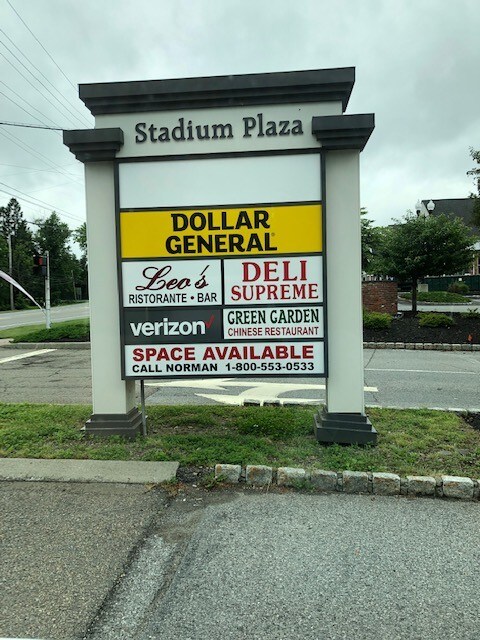 Stadium Plaza
DOLLAR
GENERAL
Leo's
RISTORANTE • BAR
DELI
SUPREME
verizon
GREEN GARDEN
CHINESE RESTAURANT
SPACE AVAILABLE
CALL NORMAN 1-800-553-0533